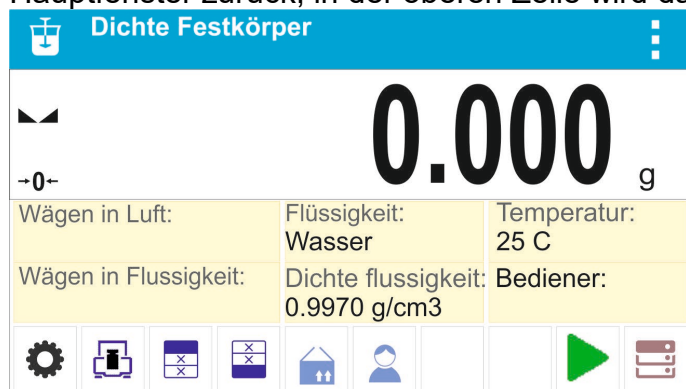 Dichte Festkörper
0.000 g
→0←
Wägen in Luft:
Flüssigkeit:
Wasser
Temperatur:
25 C
Wägen in Flussigkeit:
Dichte flussigkeit:
0.9970 g/cm3
Bediener: